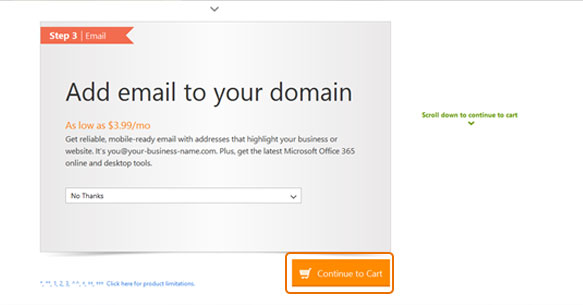 Step 3 | Email
Add email to your domain
As low as $3.99/mo
Get reliable, mobile-ready email with addresses that highlight your business or
website. It's you@your-business-name.com. Plus, get the latest Microsoft Office 365
online and desktop tools.
No Thanks
Scroll down to continue to cart
Continue to Cart
Click here for product limitations.